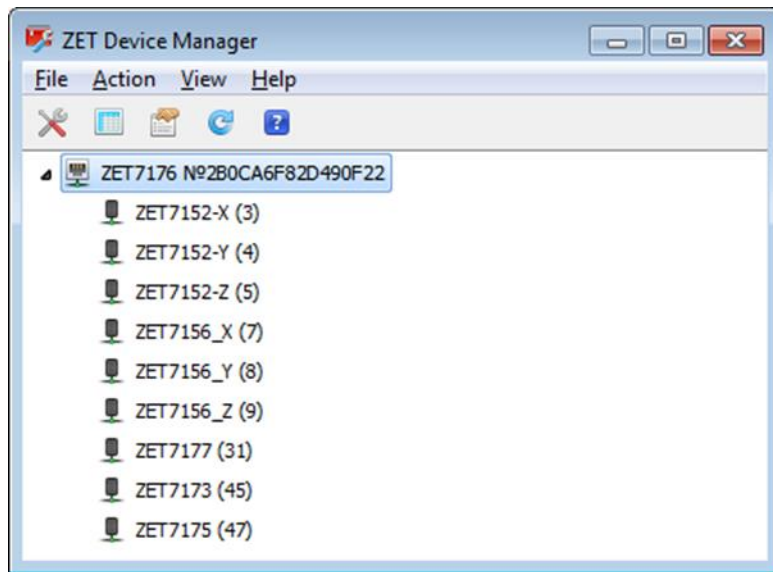 ZET Device Manager
File Action View Help
ZET7176 №2B0CA6F82D490F22
ZET7152-X (3)
ZET7152-Y (4)
ZET7152-Z (5)
ZET7156_X (7)
ZET7156_Y (8)
ZET7156_Z (9)
ZET7177 (31)
ZET7173 (45)
ZET7175 (47)